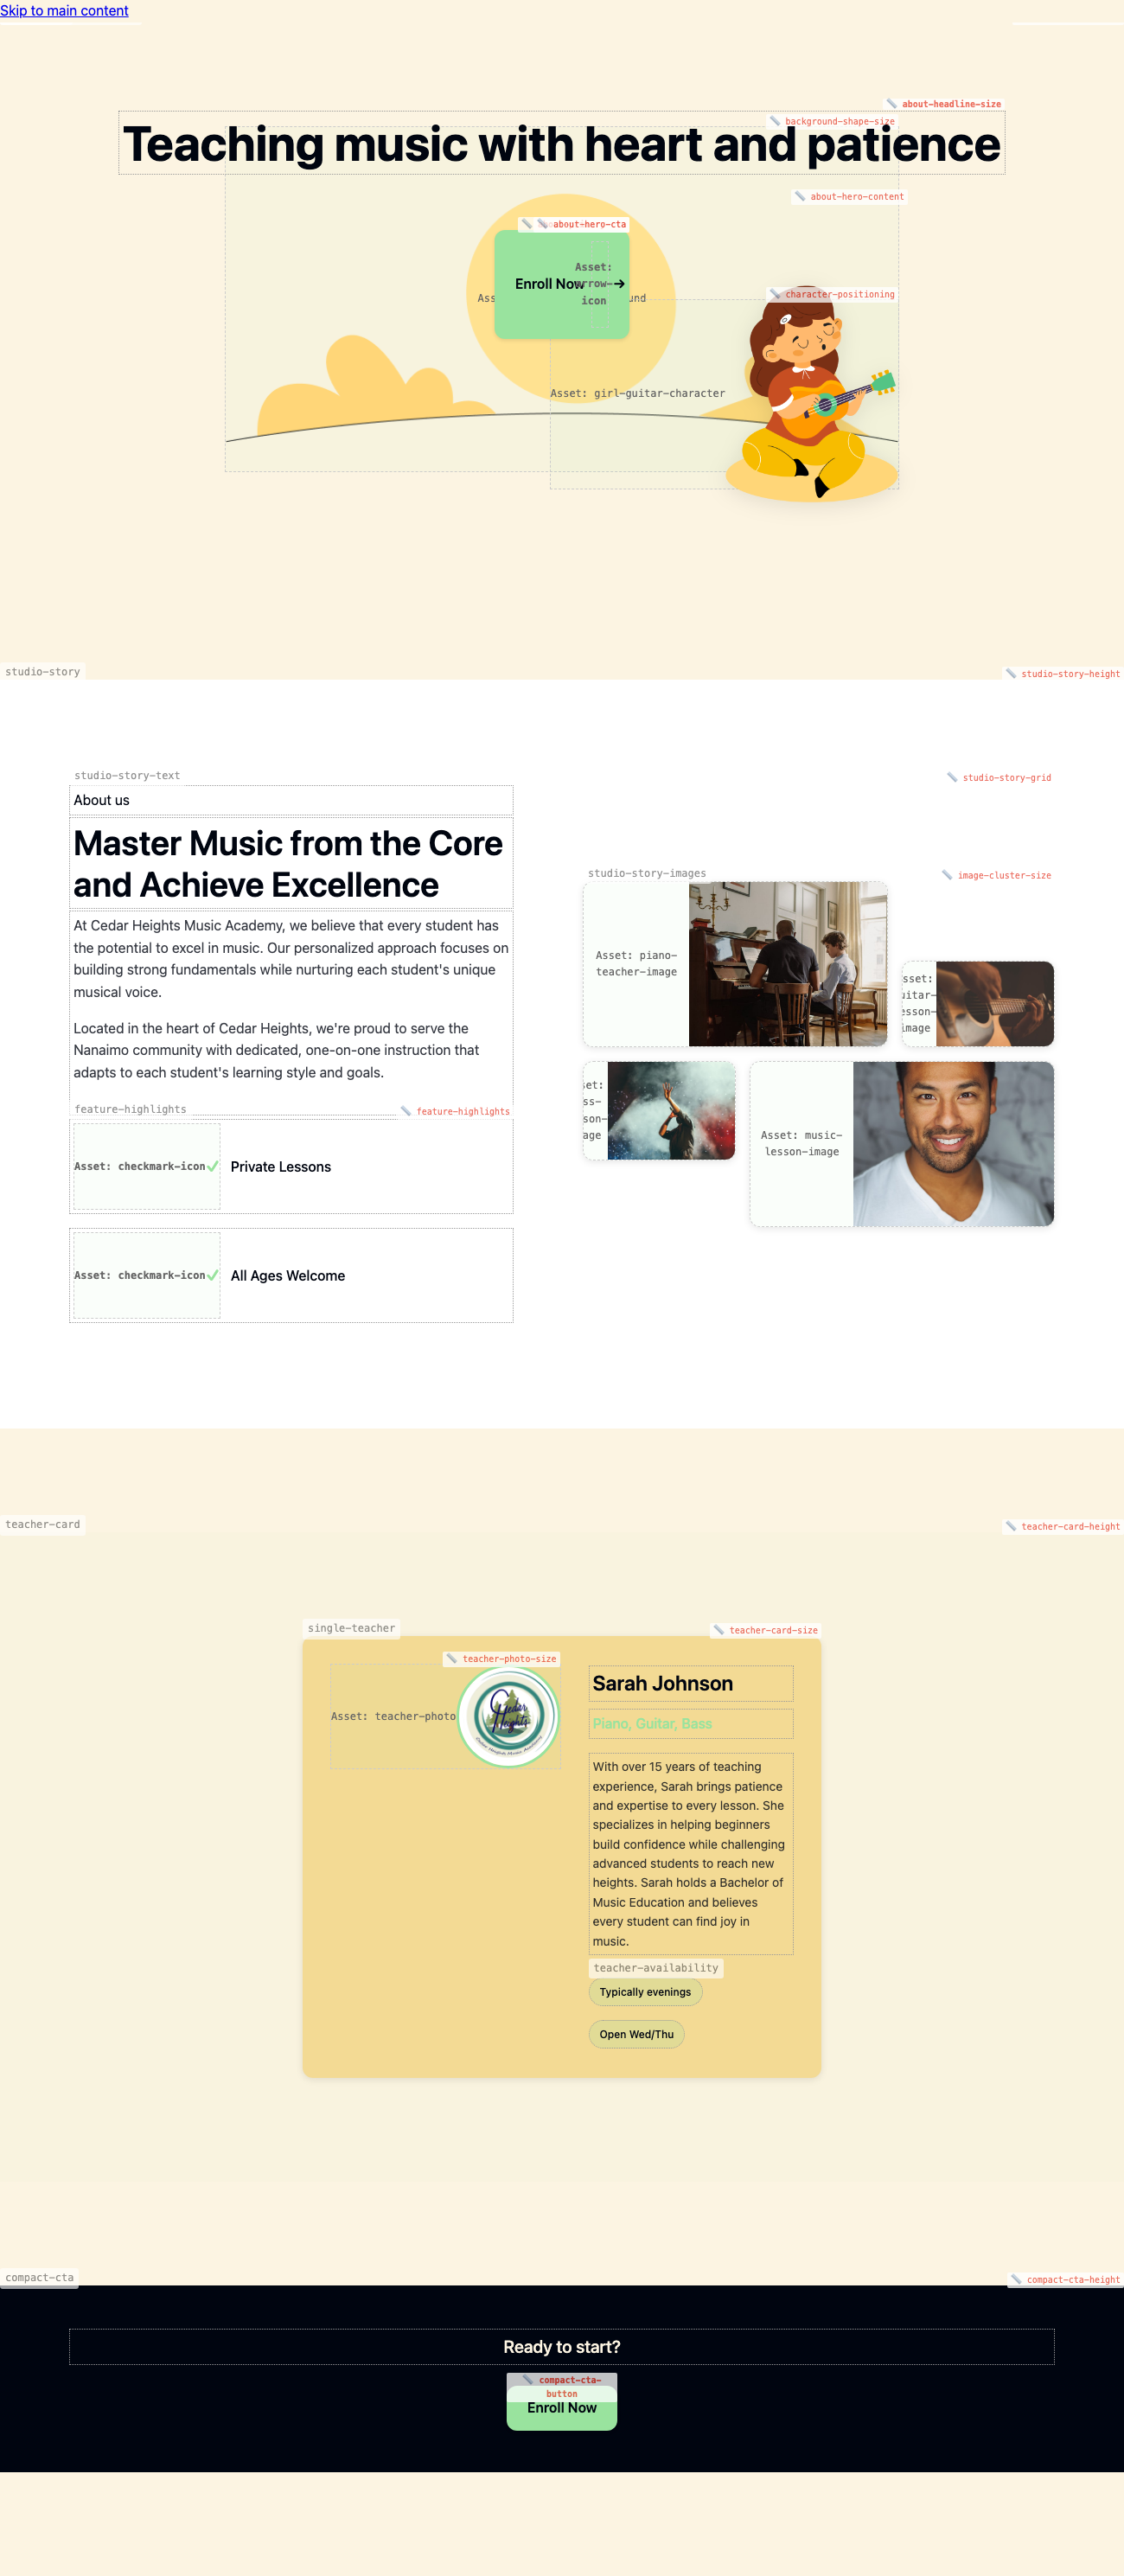 Skip to main content
about-headline-size
background-shape-size
Teaching music with heart and patience
about-hero-content
about-hero-cta
Asset:
Enroll Now
arrow-
icon
und
character-positioning
Asset: girl-guitar-character
studio-story
studio-story-height
studio-story-text
studio-story-grid
About us
Master Music from the Core
and Achieve Excellence
At Cedar Heights Music Academy, we believe that every student has
the potential to excel in music. Our personalized approach focuses on
building strong fundamentals while nurturing each student's unique
musical voice.
Located in the heart of Cedar Heights, we're proud to serve the
Nanaimo community with dedicated, one-on-one instruction that
adapts to each student's learning style and goals.
studio-story-images
image-cluster-size
Asset: piano-
teacher-image
sset:
uitar-
esson-
image
set:
ss-
son-
age
Asset: music-
lesson-image
feature-highlights
feature-highlights
Asset: checkmark-icon
Private Lessons
Asset: checkmark-icon
All Ages Welcome
teacher-card
teacher-card-height
single-teacher
teacher-card-size
teacher-photo-size
Asset: teacher-photo
Cedar
Heights
Cedar Heights Music Academy
Sarah Johnson
Piano, Guitar, Bass
With over 15 years of teaching
experience, Sarah brings patience
and expertise to every lesson. She
specializes in helping beginners
build confidence while challenging
advanced students to reach new
heights. Sarah holds a Bachelor of
Music Education and believes
every student can find joy in
music.
teacher-availability
Typically evenings
Open Wed/Thu
compact-cta
compact-cta-height
Ready to start?
compact-cta-
button
Enroll Now